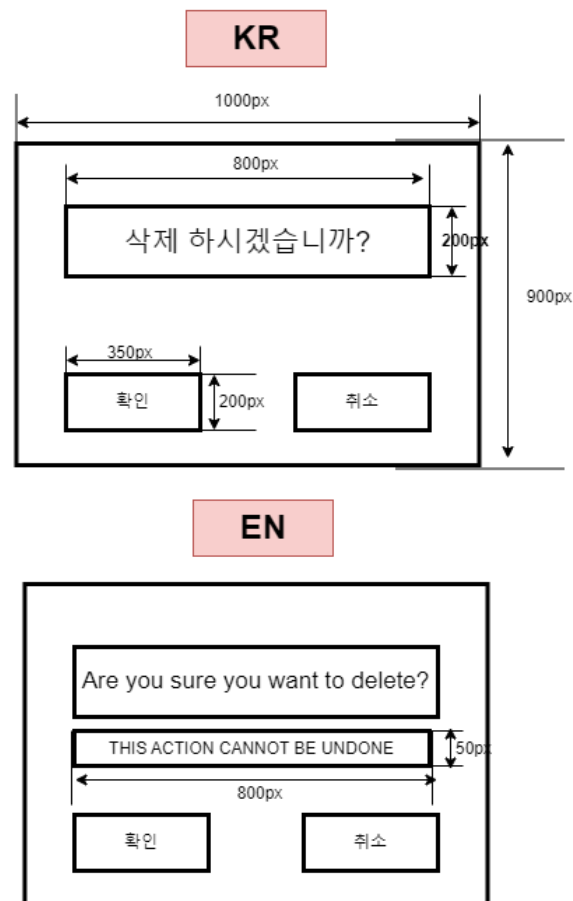 KR
1000px
800px
삭제 하시겠습니까?
200px
900px
350px
확인
200px
취소
EN
Are you sure you want to delete?
THIS ACTION CANNOT BE UNDONE
50px
800px
확인
취소